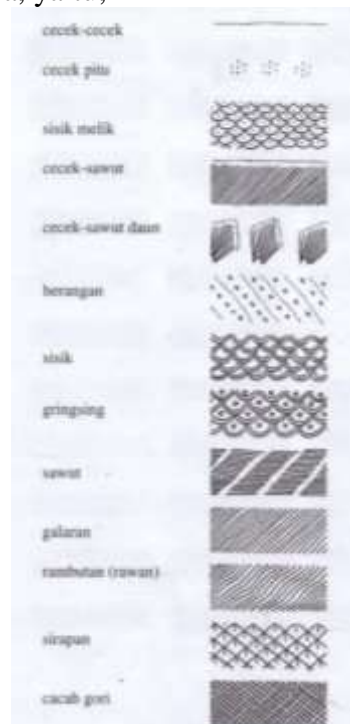 cecek-cecek
cecek pitu
sisik melik
cecek-sawut
cecek-sawut daun
herangan
sisik
gringsing
sawut
galaran
rambutan (rawan)
sirapan
cacah gori